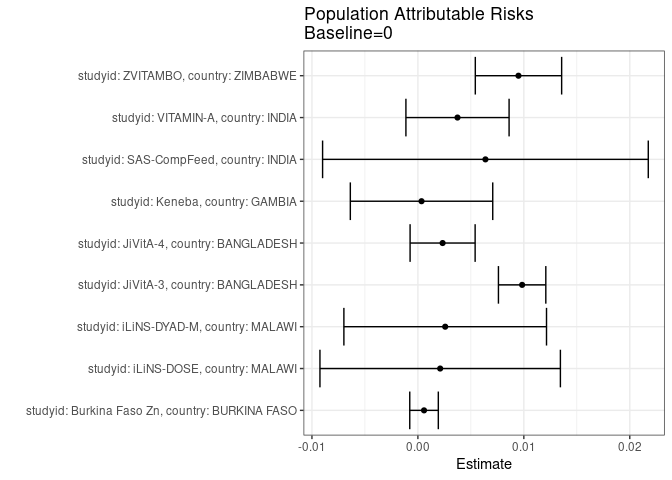 Population Attributable Risks
Baseline=0
studyid: ZVITAMBO, country: ZIMBABWE
studyid: VITAMIN-A, country: INDIA
studyid: SAS-CompFeed, country: INDIA
studyid: Keneba, country: GAMBIA
studyid: JiVitA-4, country: BANGLADESH
studyid: JiVitA-3, country: BANGLADESH
studyid: iLiNS-DYAD-M, country: MALAWI
studyid: iLiNS-DOSE, country: MALAWI
studyid: Burkina Faso Zn, country: BURKINA FASO
-0.01 0.00 0.01 0.02
Estimate